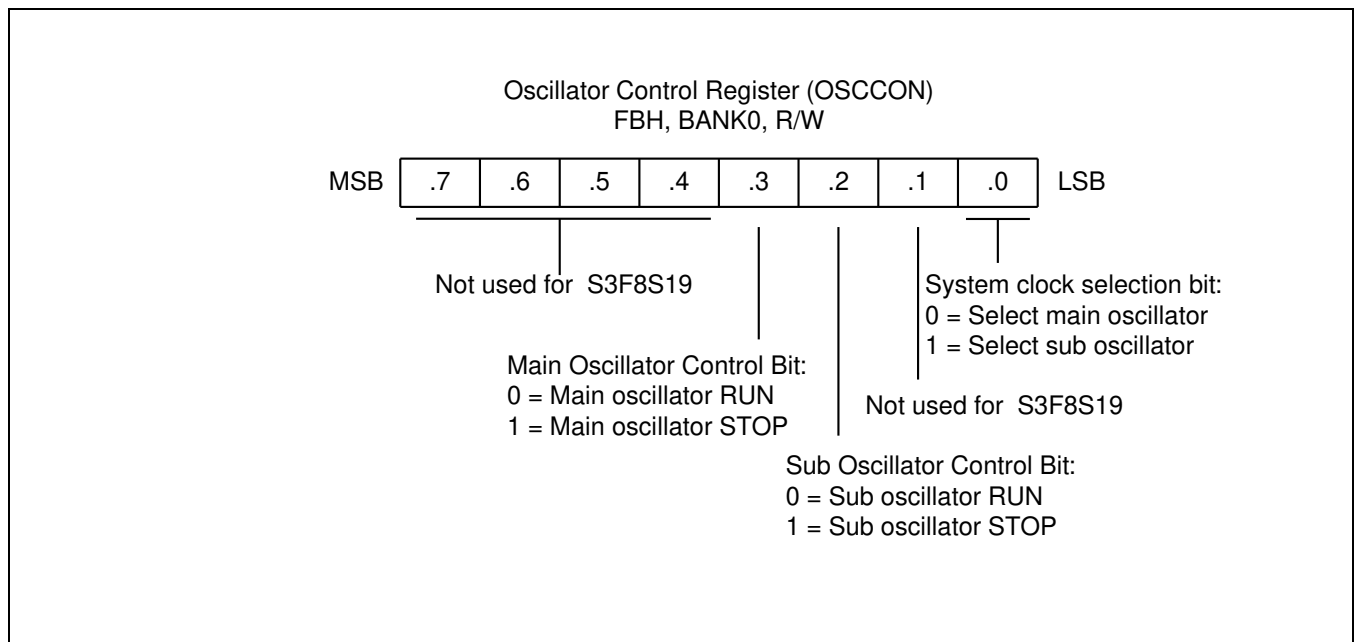 Oscillator Control Register (OSCCON)
FBH, BANK0, R/W
MSB .7 .6 .5 .4 .3 .2 .1 .0 LSB
Not used for S3F8S19
System clock selection bit:
0 = Select main oscillator
1 = Select sub oscillator
Main Oscillator Control Bit:
0 = Main oscillator RUN
1 = Main oscillator STOP
Not used for S3F8S19
Sub Oscillator Control Bit:
0 = Sub oscillator RUN
1 = Sub oscillator STOP